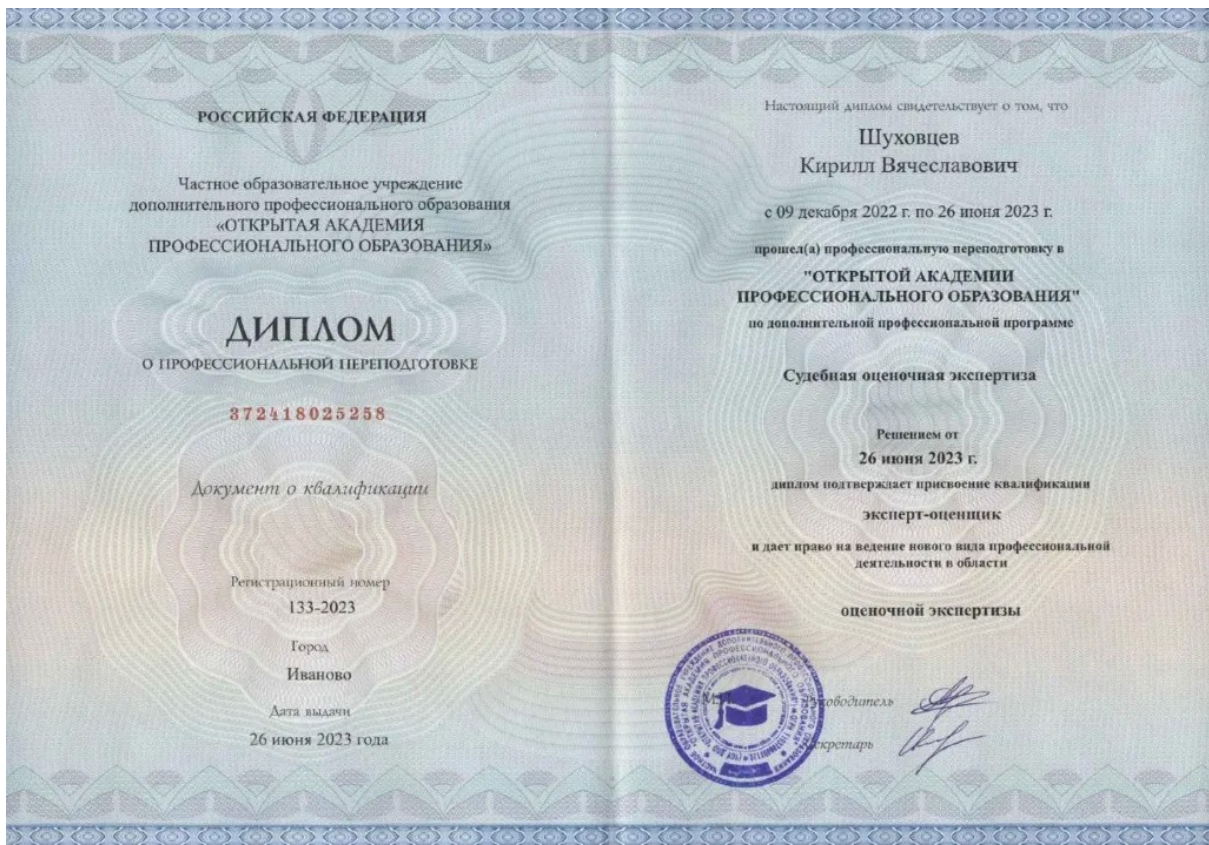 РОССИЙСКАЯ ФЕДЕРАЦИЯ
Частное образовательное учреждение
дополнительного профессионального образования
«ОТКРЫТАЯ АКАДЕМИЯ
ПРОФЕССИОНАЛЬНОГО ОБРАЗОВАНИЯ»
ДИПЛОМ
О ПРОФЕССИОНАЛЬНОЙ ПЕРЕПОДГОТОВКЕ
372418025258
Документ о квалификации
Регистрационный номер
133-2023
Город
Иваново
Дата выдачи
26 июня 2023 года
Настоящий диплом свидетельствует о том, что
Шуховцев
Кирилл Вячеславович
с 09 декабря 2022 г. по 26 июня 2023 г.
прошел(а) профессиональную переподготовку в
"ОТКРЫТОЙ АКАДЕМИИ
ПРОФЕССИОНАЛЬНОГО ОБРАЗОВАНИЯ"
по дополнительной профессиональной программе
Судебная оценочная экспертиза
Решением от
26 июня 2023 г.
диплом подтверждает присвоение квалификации
эксперт-оценщик
и дает право на ведение нового вида профессиональной
деятельности в области
оценочной экспертизы
Руководитель
Секретарь